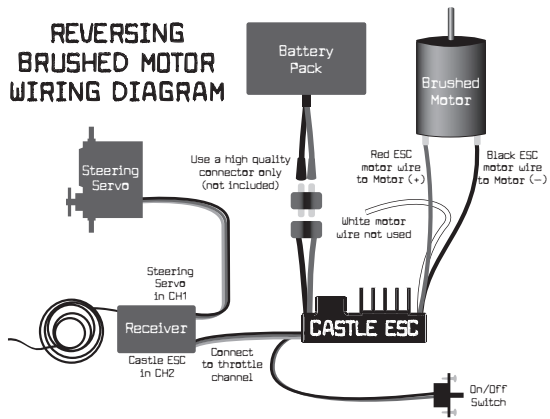 REVERSING
BRUSHED MOTOR
WIRING DIAGRAM
Battery
Pack
Brushed
Motor
Steering
Servo
Use a high quality
connector only
(not included)
Red ESC
motor wire
to Motor (+)
Black ESC
motor wire
to Motor (−)
White motor
wire not used
Steering
Servo
in CH1
Receiver
CASTLE ESC
Castle ESC
in CH2
Connect
to throttle
channel
On/Off
Switch